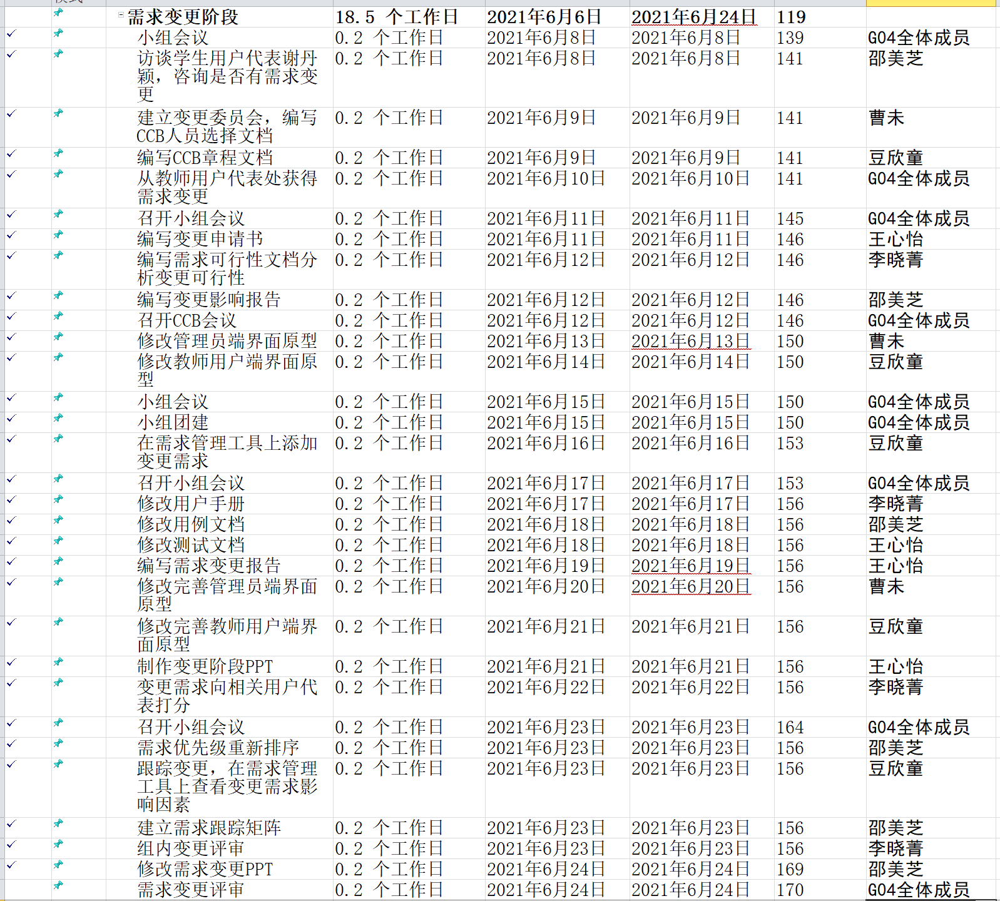 需求变更阶段 18.5 个工作日 2021年6月6日 2021年6月24日 119
小组会议 0.2 个工作日 2021年6月8日 2021年6月8日 139 G04全体成员
访谈学生用户代表谢丹 0.2 个工作日 2021年6月8日 2021年6月8日 141 邵美芝
颖，咨询是否有需求变
更
建立变更委员会，编写 0.2 个工作日 2021年6月9日 2021年6月9日 141 曹未
CCB人员选择文档
编写CCB章程文档 0.2 个工作日 2021年6月9日 2021年6月9日 141 豆欣童
从教师用户代表处获得 0.2 个工作日 2021年6月10日 2021年6月10日 141 G04全体成员
需求变更
召开小组会议 0.2 个工作日 2021年6月11日 2021年6月11日 145 G04全体成员
编写变更申请书 0.2 个工作日 2021年6月11日 2021年6月11日 146 王心怡
编写需求可行性文档分 0.2 个工作日 2021年6月12日 2021年6月12日 146 李晓菁
析变更可行性
编写变更影响报告 0.2 个工作日 2021年6月12日 2021年6月12日 146 邵美芝
召开CCB会议 0.2 个工作日 2021年6月12日 2021年6月12日 146 G04全体成员
修改管理员端界面原型 0.2 个工作日 2021年6月13日 2021年6月13日 150 曹未
修改教师用户端界面原 0.2 个工作日 2021年6月14日 2021年6月14日 150 豆欣童
型
小组会议 0.2 个工作日 2021年6月15日 2021年6月15日 150 G04全体成员
小组团建 0.2 个工作日 2021年6月15日 2021年6月15日 150 G04全体成员
在需求管理工具上添加 0.2 个工作日 2021年6月16日 2021年6月16日 153 豆欣童
变更需求
召开小组会议 0.2 个工作日 2021年6月17日 2021年6月17日 153 G04全体成员
修改用户手册 0.2 个工作日 2021年6月17日 2021年6月17日 156 李晓菁
修改用例文档 0.2 个工作日 2021年6月18日 2021年6月18日 156 邵美芝
修改测试文档 0.2 个工作日 2021年6月18日 2021年6月18日 156 王心怡
编写需求变更报告 0.2 个工作日 2021年6月19日 2021年6月19日 156 王心怡
修改完善管理员端界面 0.2 个工作日 2021年6月20日 2021年6月20日 156 曹未
原型
修改完善教师用户端界 0.2 个工作日 2021年6月21日 2021年6月21日 156 豆欣童
面原型
制作变更阶段PPT 0.2 个工作日 2021年6月21日 2021年6月21日 156 王心怡
变更需求向相关用户代 0.2 个工作日 2021年6月22日 2021年6月22日 156 李晓菁
表打分
召开小组会议 0.2 个工作日 2021年6月23日 2021年6月23日 164 G04全体成员
需求优先级重新排序 0.2 个工作日 2021年6月23日 2021年6月23日 156 邵美芝
跟踪变更，在需求管理 0.2 个工作日 2021年6月23日 2021年6月23日 156 豆欣童
工具上查看变更需求影
响因素
建立需求跟踪矩阵 0.2 个工作日 2021年6月23日 2021年6月23日 156 邵美芝
组内变更评审 0.2 个工作日 2021年6月23日 2021年6月23日 156 李晓菁
修改需求变更PPT 0.2 个工作日 2021年6月24日 2021年6月24日 169 邵美芝
需求变更评审 0.2 个工作日 2021年6月24日 2021年6月24日 170 G04全体成员